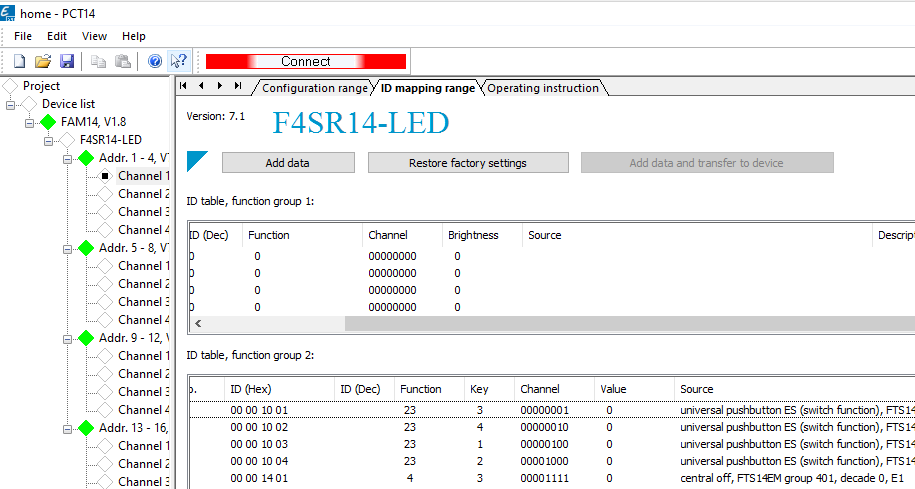 home - PCT14
File Edit View Help
Connect
Project
Device list
FAM14, V1.8
F4SR14-LED
Addr. 1 - 4, V
Channel 1
Channel 2
Channel 3
Channel 4
Addr. 5 - 8, V
Channel 1
Channel 2
Channel 3
Channel 4
Addr. 9 - 12,
Channel 1
Channel 2
Channel 3
Channel 4
Addr. 13 - 16,
Channel 1
Channel 2
Channel 3
Configuration range ID mapping range Operating instruction
Version: 7.1 F4SR14-LED
Add data Restore factory settings Add data and transfer to device
ID table, function group 1:
ID (Dec) Function Channel Brightness Source Descript
0 0 00000000 0
0 0 00000000 0
0 0 00000000 0
0 0 00000000 0
ID table, function group 2:
ID (Hex) ID (Dec) Function Key Channel Value Source
00 00 10 01 23 3 00000001 0 universal pushbutton ES (switch function), FTS14
00 00 10 02 23 4 00000010 0 universal pushbutton ES (switch function), FTS14
00 00 10 03 23 1 00000100 0 universal pushbutton ES (switch function), FTS14
00 00 10 04 23 2 00001000 0 universal pushbutton ES (switch function), FTS14
00 00 14 01 4 3 00001111 0 central off, FTS14EM group 401, decade 0, E1